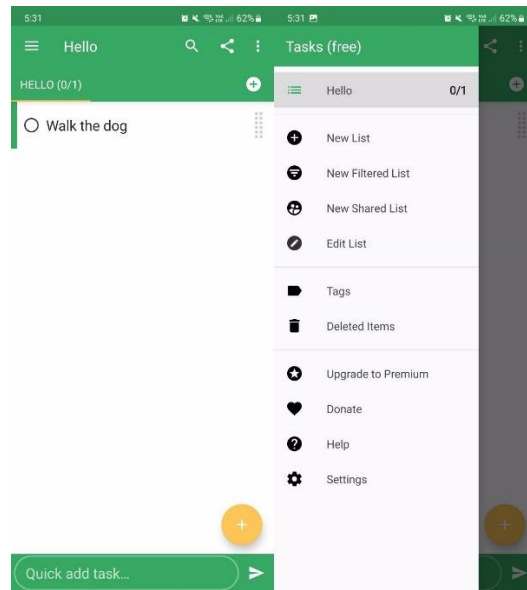 5:31
62%
Hello
HELLO (0/1)
Walk the dog
Quick add task...
5:31
62%
Tasks (free)
Hello 0/1
New List
New Filtered List
New Shared List
Edit List
Tags
Deleted Items
Upgrade to Premium
Donate
Help
Settings